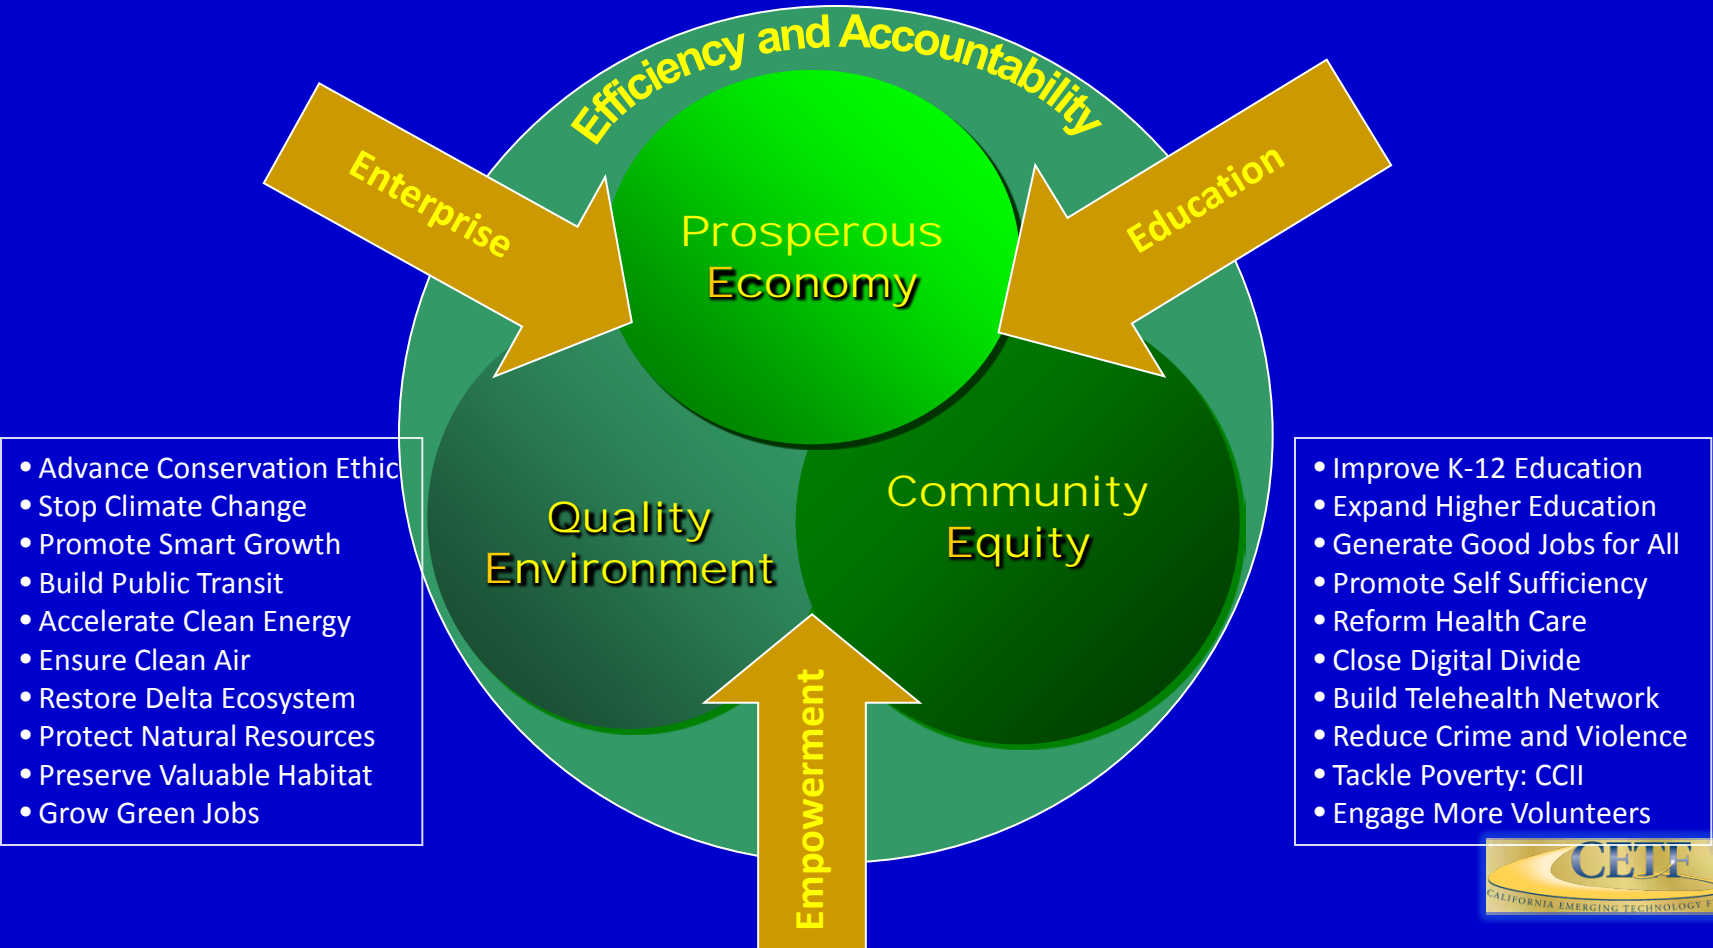 Efficiency and Accountability
Enterprise
Education
Prosperous
Economy
Quality
Environment
Community
Equity
Empowerment
• Advance Conservation Ethic
• Stop Climate Change
• Promote Smart Growth
• Build Public Transit
• Accelerate Clean Energy
• Ensure Clean Air
• Restore Delta Ecosystem
• Protect Natural Resources
• Preserve Valuable Habitat
• Grow Green Jobs
• Improve K-12 Education
• Expand Higher Education
• Generate Good Jobs for All
• Promote Self Sufficiency
• Reform Health Care
• Close Digital Divide
• Build Telehealth Network
• Reduce Crime and Violence
• Tackle Poverty: CCII
• Engage More Volunteers
CETF
CALIFORNIA EMERGING TECHNOLOGY F